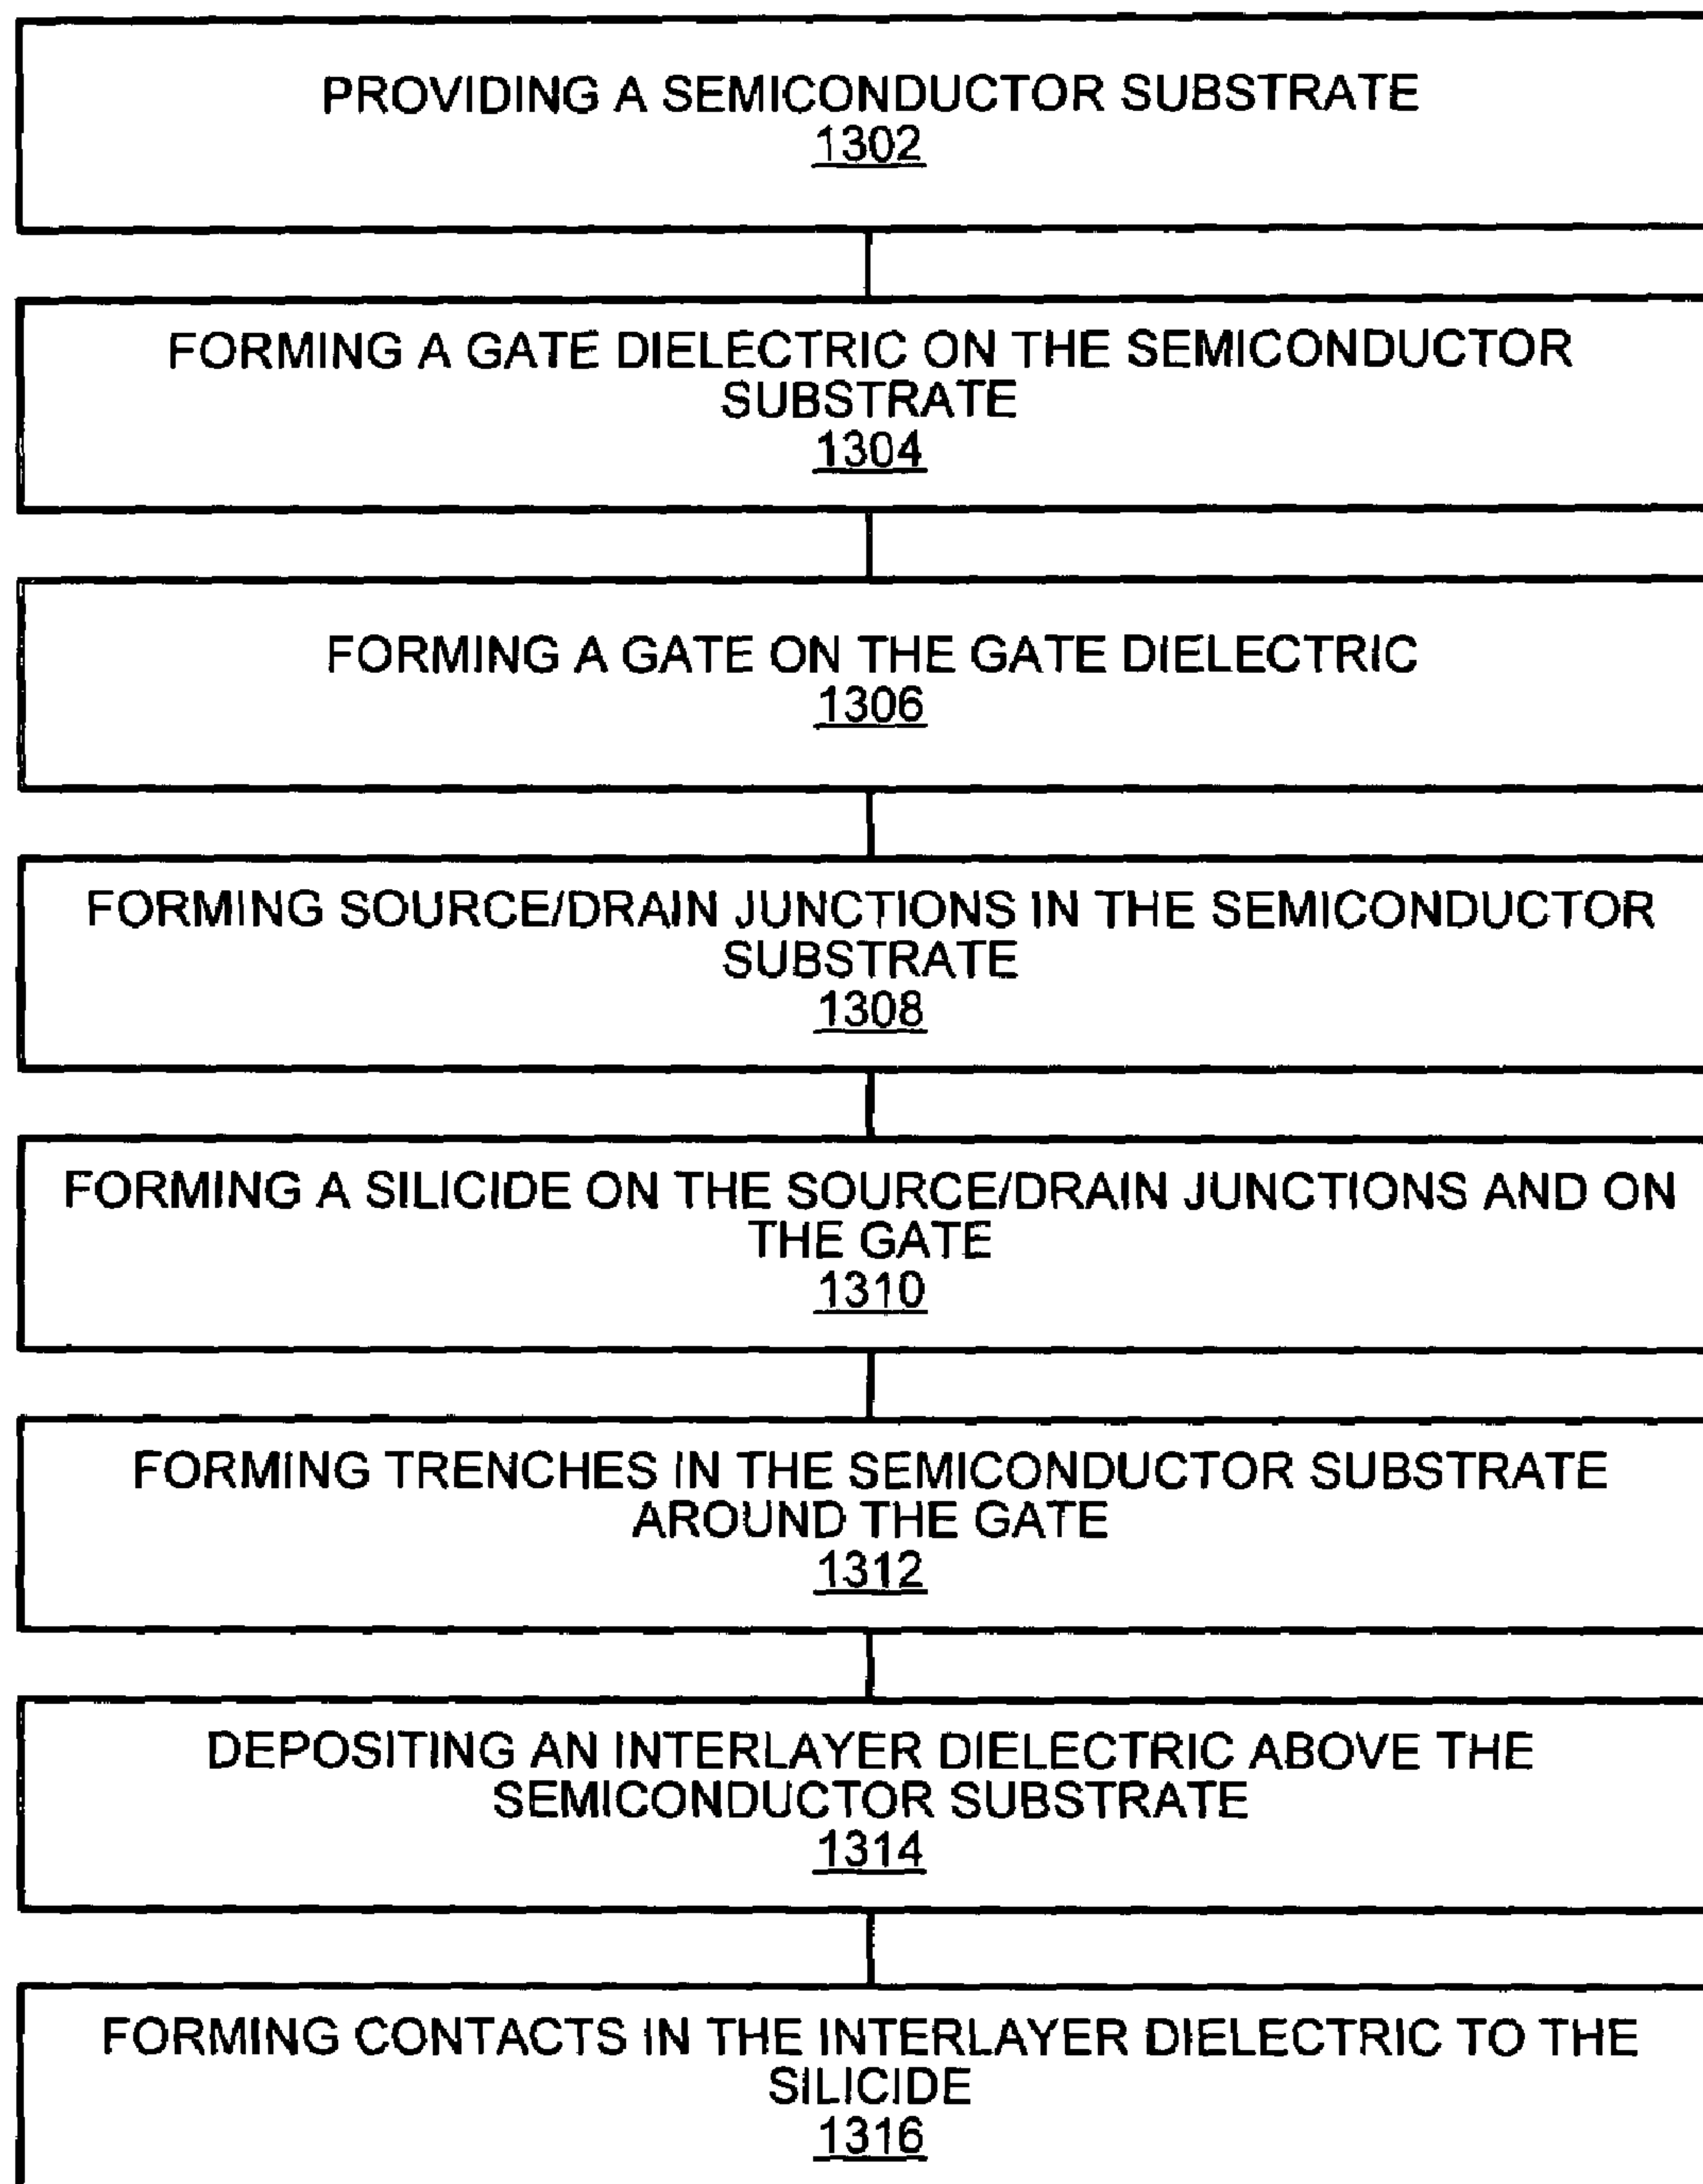 PROVIDING A SEMICONDUCTOR SUBSTRATE
1302
FORMING A GATE DIELECTRIC ON THE SEMICONDUCTOR
SUBSTRATE
1304
FORMING A GATE ON THE GATE DIELECTRIC
1306
FORMING SOURCE/DRAIN JUNCTIONS IN THE SEMICONDUCTOR
SUBSTRATE
1308
FORMING A SILICIDE ON THE SOURCE/DRAIN JUNCTIONS AND ON
THE GATE
1310
FORMING TRENCHES IN THE SEMICONDUCTOR SUBSTRATE
AROUND THE GATE
1312
DEPOSITING AN INTERLAYER DIELECTRIC ABOVE THE
SEMICONDUCTOR SUBSTRATE
1314
FORMING CONTACTS IN THE INTERLAYER DIELECTRIC TO THE
SILICIDE
1316